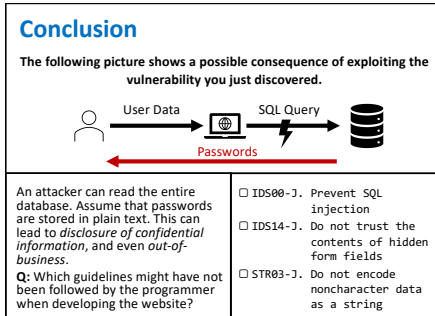 Conclusion
The following picture shows a possible consequence of exploiting the
vulnerability you just discovered.
User Data
SQL Query
Passwords
An attacker can read the entire
database. Assume that passwords
are stored in plain text. This can
lead to disclosure of confidential
information, and even out-of-
business.
Q: Which guidelines might have not
been followed by the programmer
when developing the website?
▢ IDS00-J. Prevent SQL
injection
▢ IDS14-J. Do not trust the
contents of hidden
form fields
▢ STR03-J. Do not encode
noncharacter data
as a string